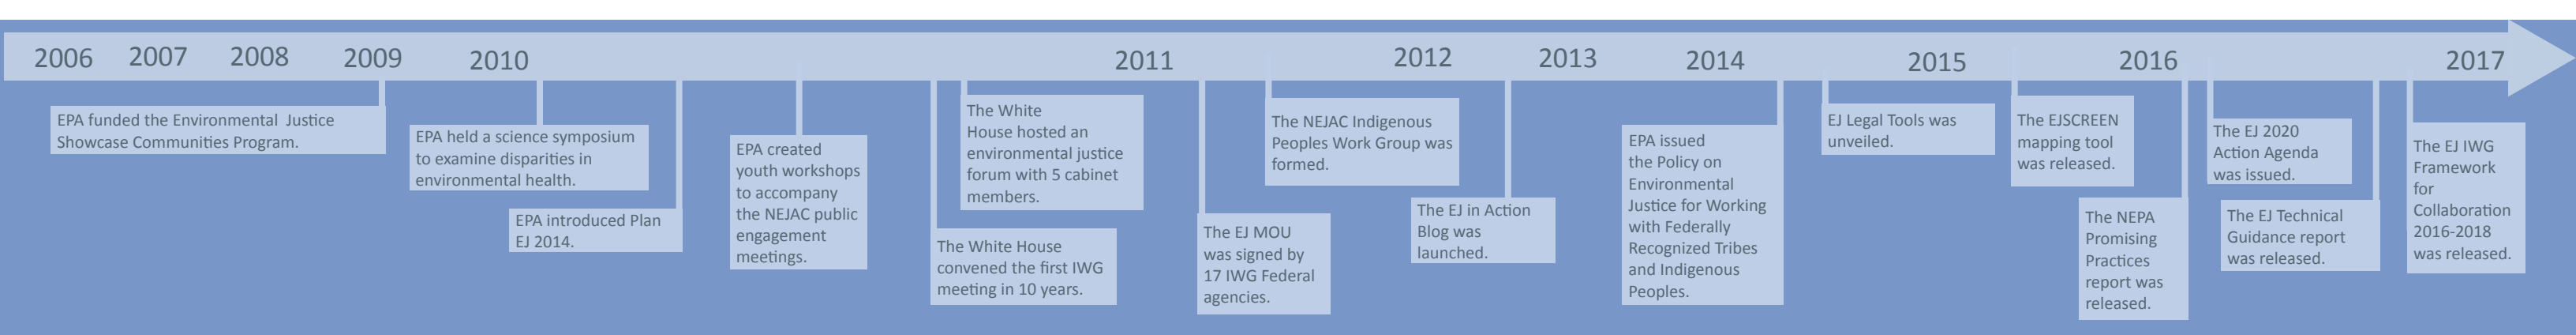 2006 2007 2008 2009 2010 2011 2012 2013 2014 2015 2016 2017
EPA funded the Environmental Justice
Showcase Communities Program.
EPA held a science symposium
to examine disparities in
environmental health.
EPA introduced Plan
EJ 2014.
EPA created
youth workshops
to accompany
the NEJAC public
engagement
meetings.
The White House
convened the first IWG
meeting in 10 years.
The White
House hosted an
environmental justice
forum with 5 cabinet
members.
The EJ MOU
was signed by
17 IWG Federal
agencies.
The NEJAC Indigenous
Peoples Work Group was
formed.
The EJ in Action
Blog was
launched.
EPA issued
the Policy on
Environmental
Justice for Working
with Federally
Recognized Tribes
and Indigenous
Peoples.
EJ Legal Tools was
unveiled.
The EJSCREEN
mapping tool
was released.
The NEPA
Promising
Practices
report was
released.
The EJ 2020
Action Agenda
was issued.
The EJ Technical
Guidance report
was released.
The EJ IWG
Framework
for
Collaboration
2016-2018
was released.